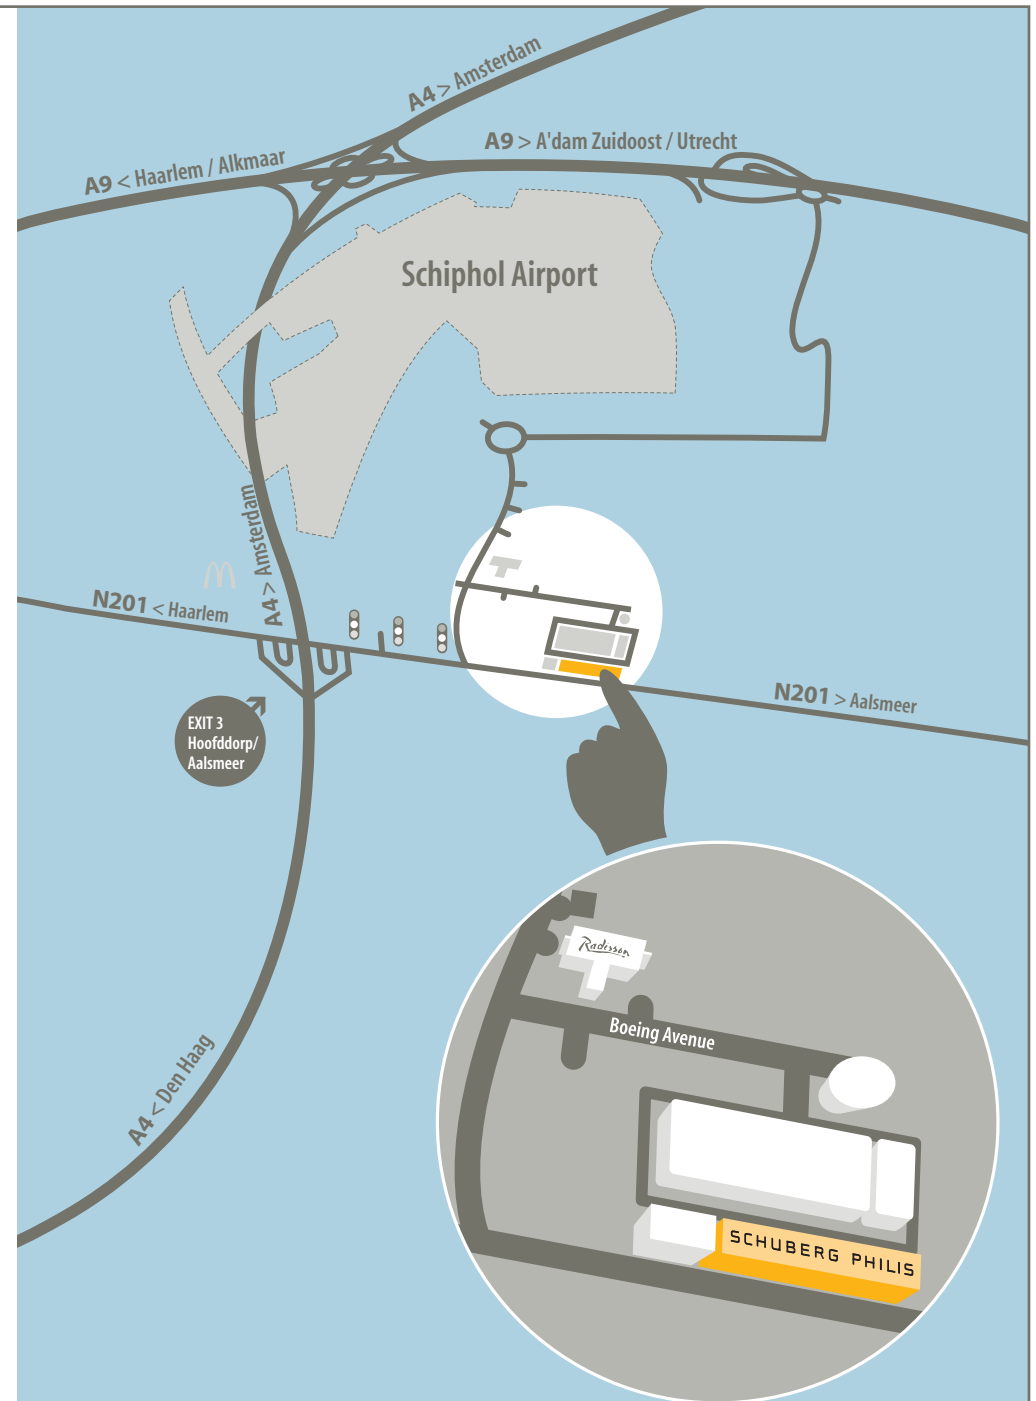 A4 > Amsterdam
A9 > A'dam Zuidoost / Utrecht
A9 < Haarlem / Alkmaar
Schiphol Airport
A4 > Amsterdam
N201 < Haarlem
N201 > Aalsmeer
EXIT 3
Hoofddorp/
Aalsmeer
A4 < Den Haag
Radisson
Boeing Avenue
SCHUBERG PHILIS